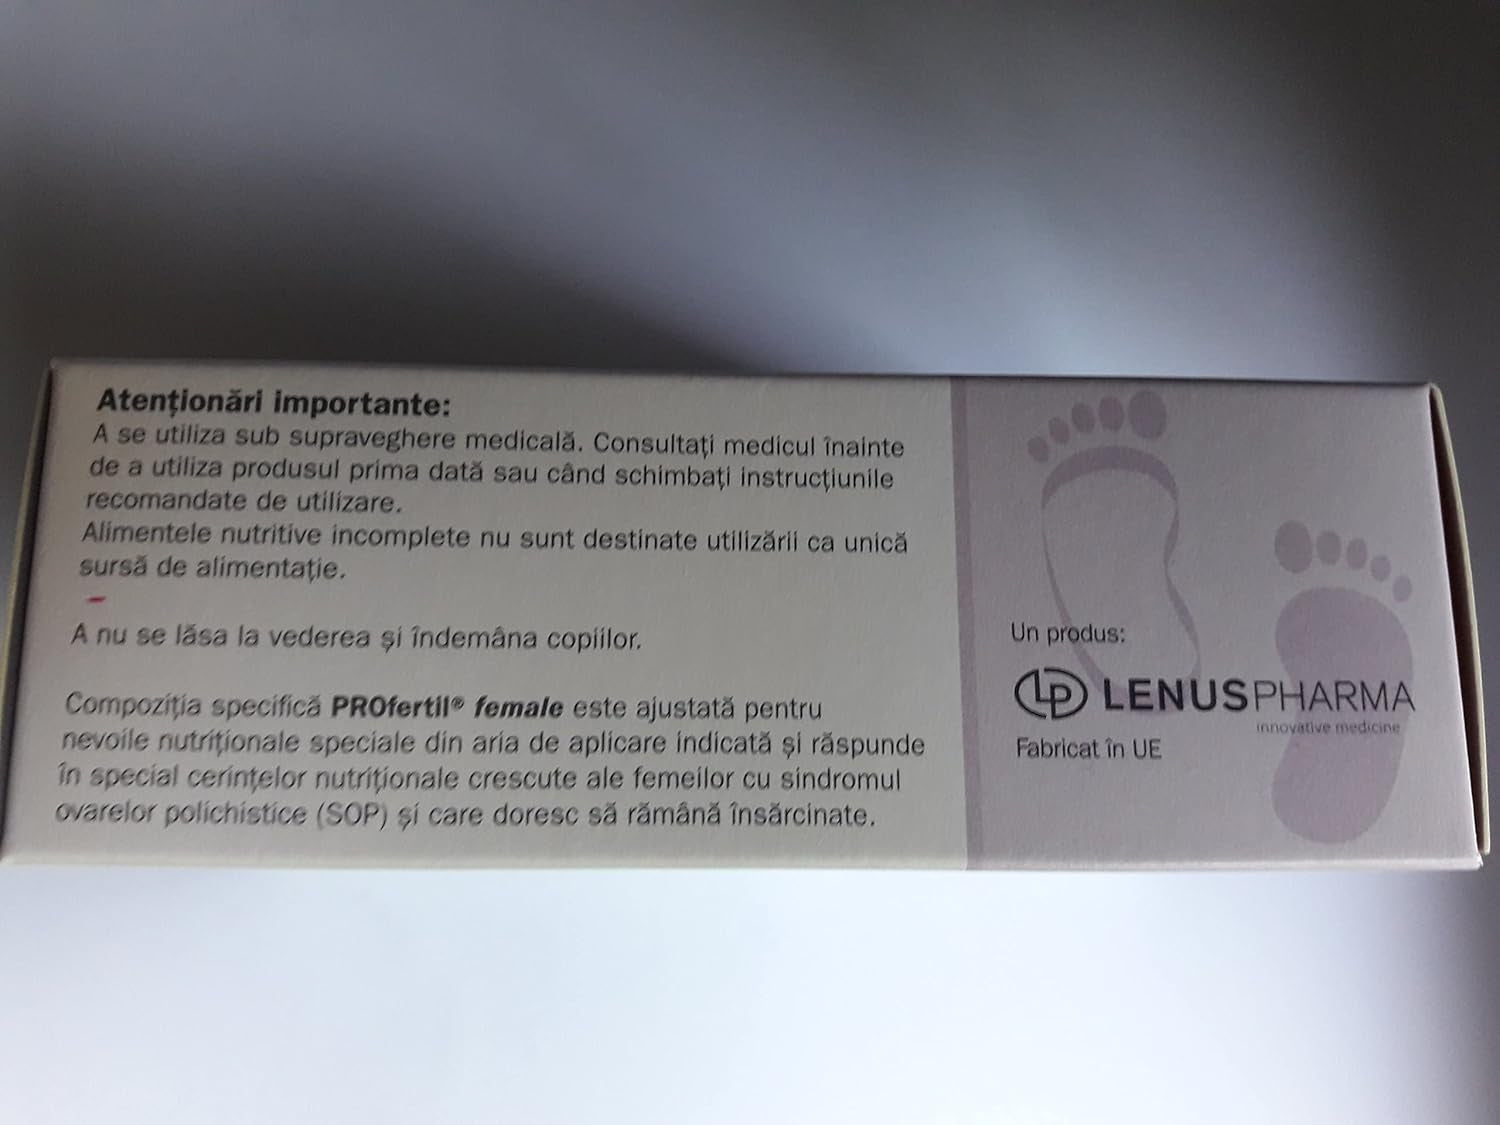 Atenționări importante:
A se utiliza sub supraveghere medicală. Consultați medicul înainte
de a utiliza produsul prima dată sau când schimbați instrucțiunile
recomandate de utilizare.
Alimentele nutritive incomplete nu sunt destinate utilizării ca unică
sursă de alimentație.
A nu se lăsa la vederea și îndemâna copiilor.
Compoziția specifică PROfertil® female este ajustată pentru
nevoile nutriționale speciale din aria de aplicare indicată și răspunde
în special cerințelor nutriționale crescute ale femeilor cu sindromul
ovarelor polichistice (SOP) și care doresc să rămână însărcinate.
Un produs:
LP LENUSPHARMA
innovative medicine
Fabricat în UE